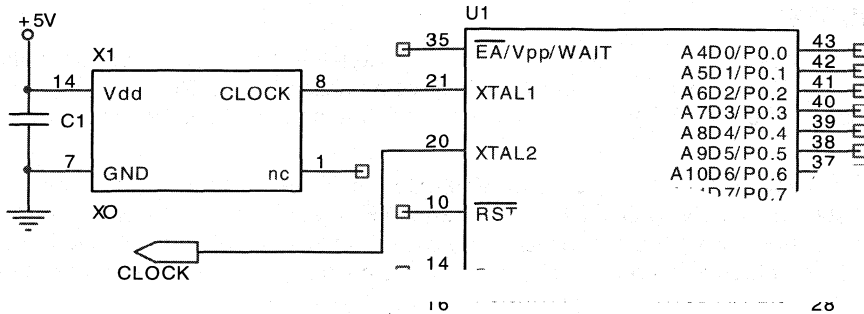 +5V
X1
14
Vdd
CLOCK
8
C1
7
GND
nc
1
XO
CLOCK
U1
35
EA/Vpp/WAIT
21
XTAL1
20
XTAL2
10
14
16
A4D0/P0.0
43
A5D1/P0.1
42
A6D2/P0.2
41
A7D3/P0.3
40
A8D4/P0.4
39
A9D5/P0.5
38
A10D6/P0.6
37
28